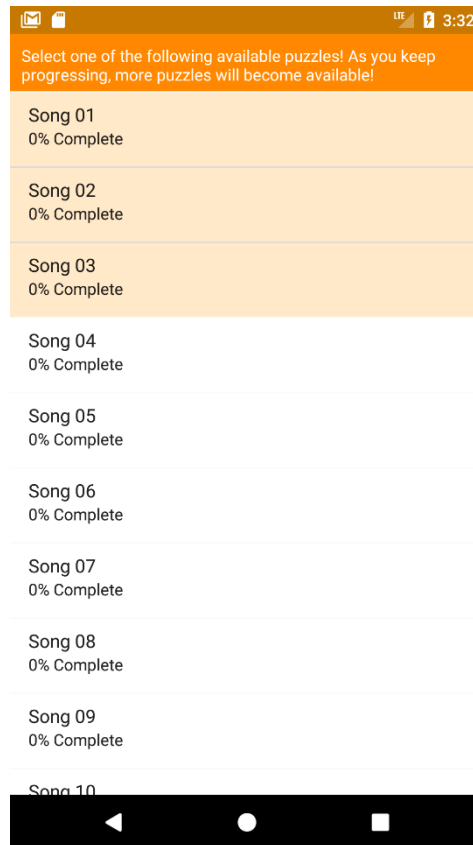 LTE 3:32
Select one of the following available puzzles! As you keep
progressing, more puzzles will become available!
Song 01
0% Complete
Song 02
0% Complete
Song 03
0% Complete
Song 04
0% Complete
Song 05
0% Complete
Song 06
0% Complete
Song 07
0% Complete
Song 08
0% Complete
Song 09
0% Complete
Song 10